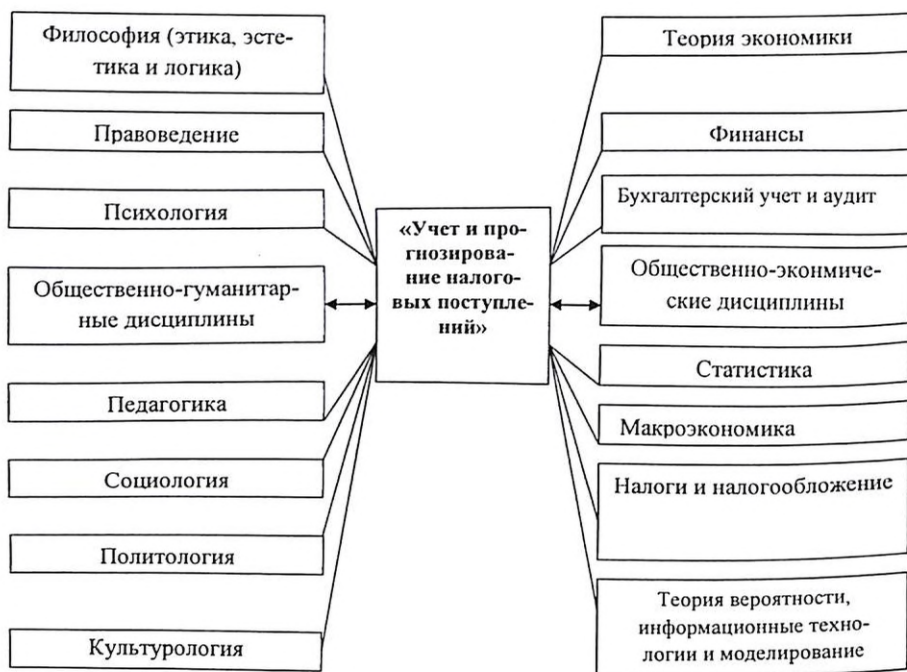 Философия (этика, эсте-
тика и логика)
Правоведение
Психология
Общественно-гуманитар-
ные дисциплины
Педагогика
Социология
Политология
Культурология
«Учет и про-
гнозирова-
ние налого-
вых поступле-
ний»
Теория экономики
Финансы
Бухгалтерский учет и аудит
Общественно-эконмиче-
ские дисциплины
Статистика
Макроэкономика
Налоги и налогообложение
Теория вероятности,
информационные техно-
логии и моделирование